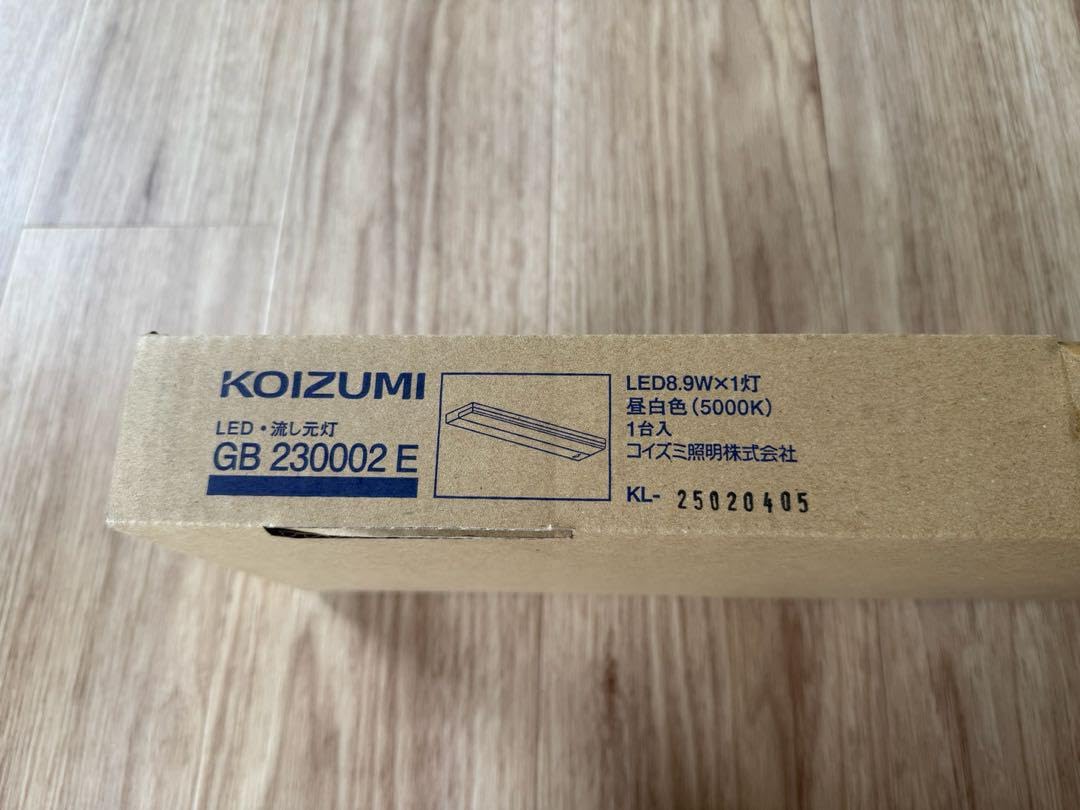 KOIZUMI
LED・流し元灯
GB 230002 E
LED8.9W×1灯
昼白色(5000K)
1台入
コイズミ照明株式会社
KL- 25020405